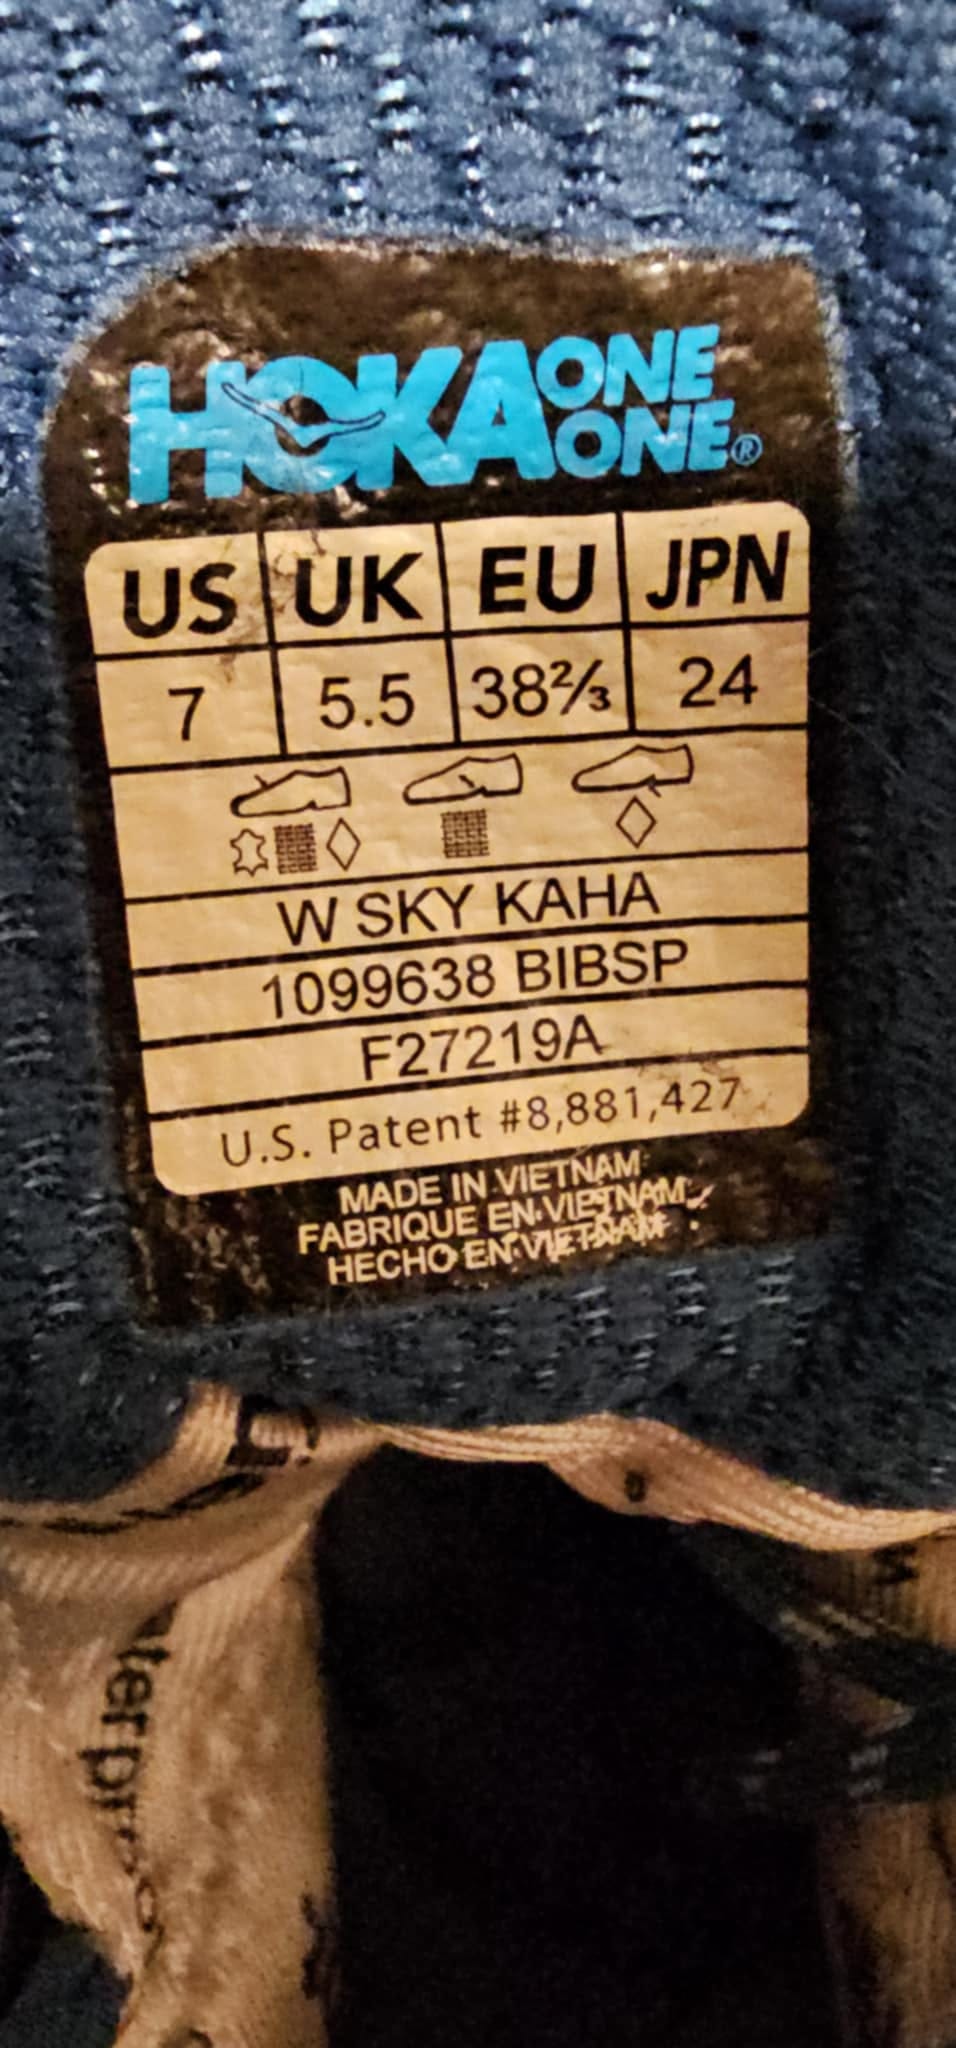 HOKA ONE ONE®
US UK EU JPN
7 5.5 38⅔ 24
W SKY KAHA
1099638 BIBSP
F27219A
U.S. Patent #8,881,427
MADE IN VIETNAM
FABRIQUE EN VIETNAM
HECHO EN VIETNAM